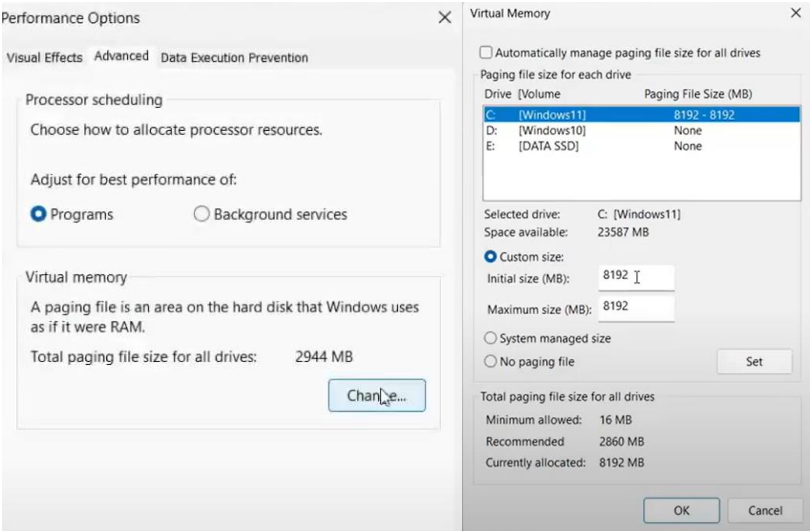 Performance Options
Visual Effects Advanced Data Execution Prevention
Processor scheduling
Choose how to allocate processor resources.
Adjust for best performance of:
Programs Background services
Virtual memory
A paging file is an area on the hard disk that Windows uses
as if it were RAM.
Total paging file size for all drives: 2944 MB
Change...
Virtual Memory
Automatically manage paging file size for all drives
Paging file size for each drive
Drive [Volume Paging File Size (MB)
C: [Windows11] 8192 - 8192
D: [Windows10] None
E: [DATA SSD] None
Selected drive: C: [Windows11]
Space available: 23587 MB
Custom size:
Initial size (MB): 8192
Maximum size (MB): 8192
System managed size
No paging file Set
Total paging file size for all drives
Minimum allowed: 16 MB
Recommended 2860 MB
Currently allocated: 8192 MB
OK Cancel